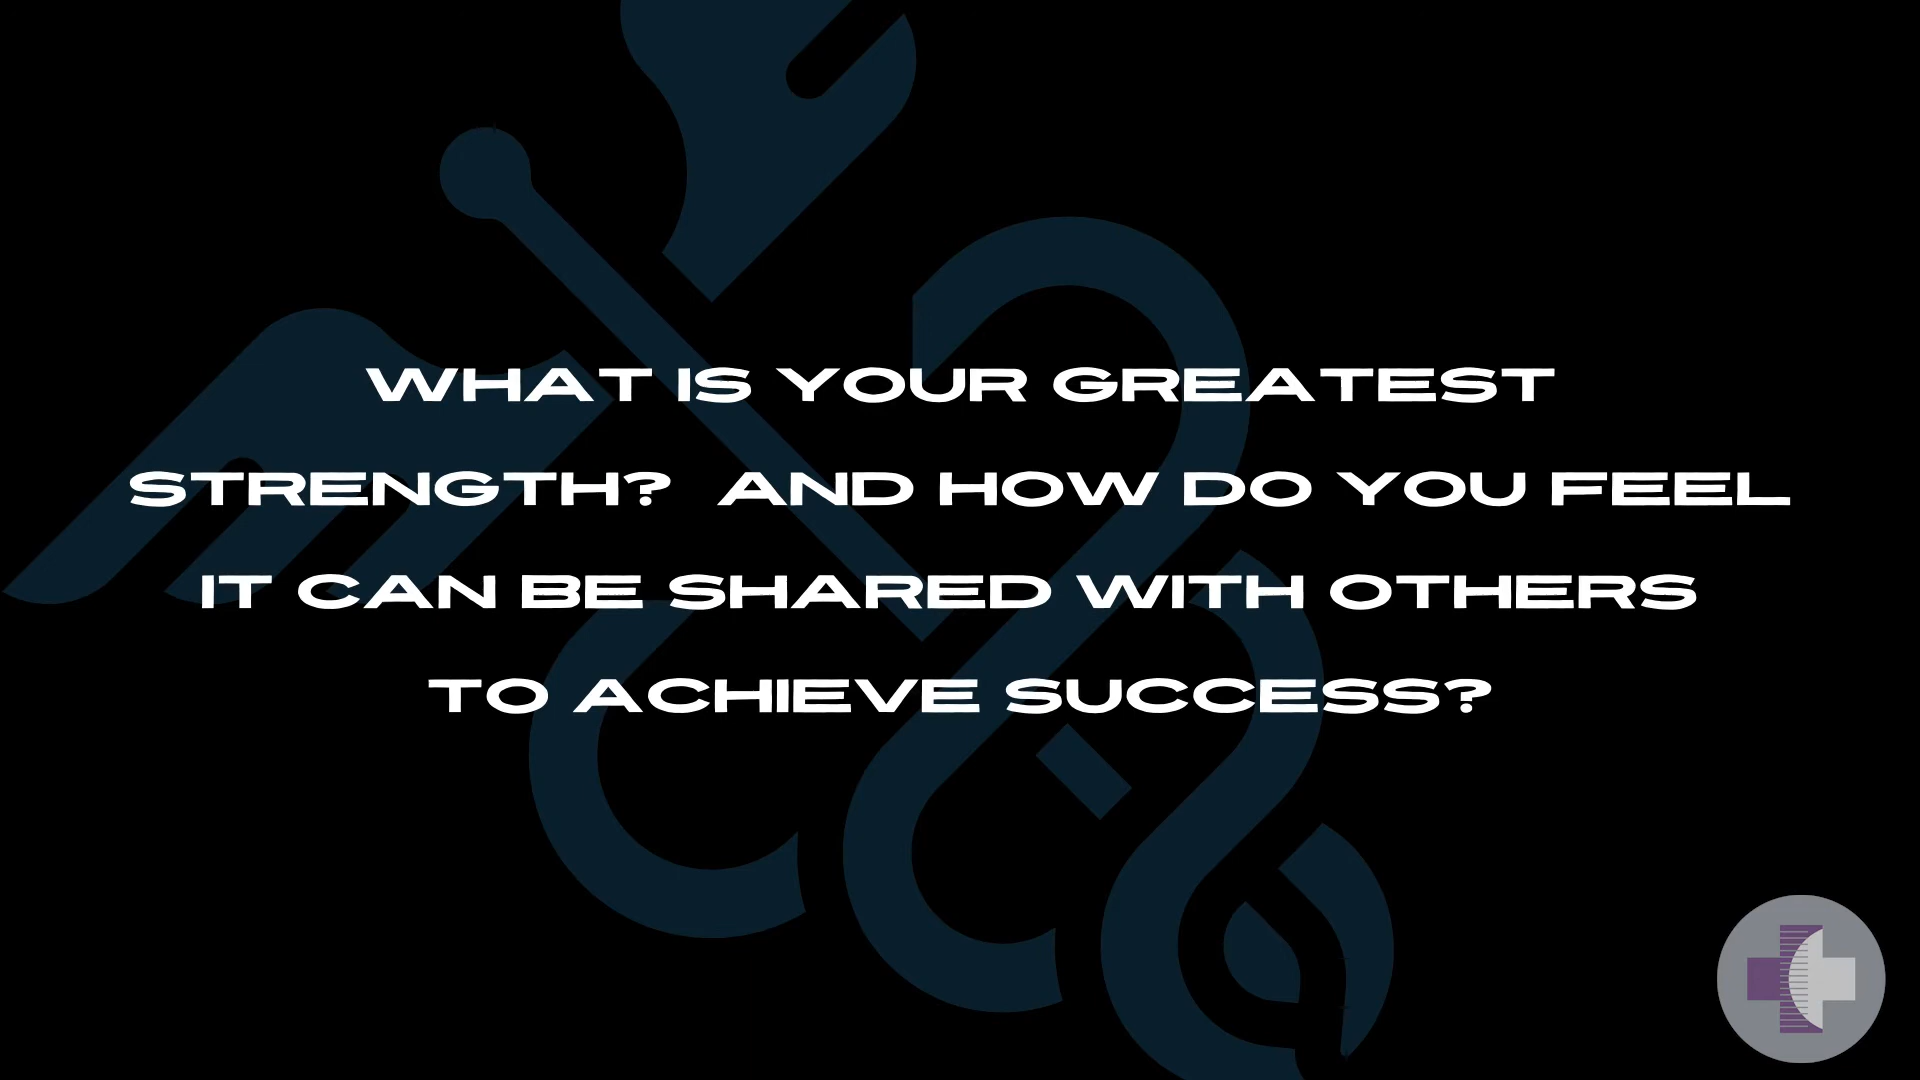 WHAT IS YOUR GREATEST
STRENGTH? AND HOW DO YOU FEEL
IT CAN BE SHARED WITH OTHERS
TO ACHIEVE SUCCESS?